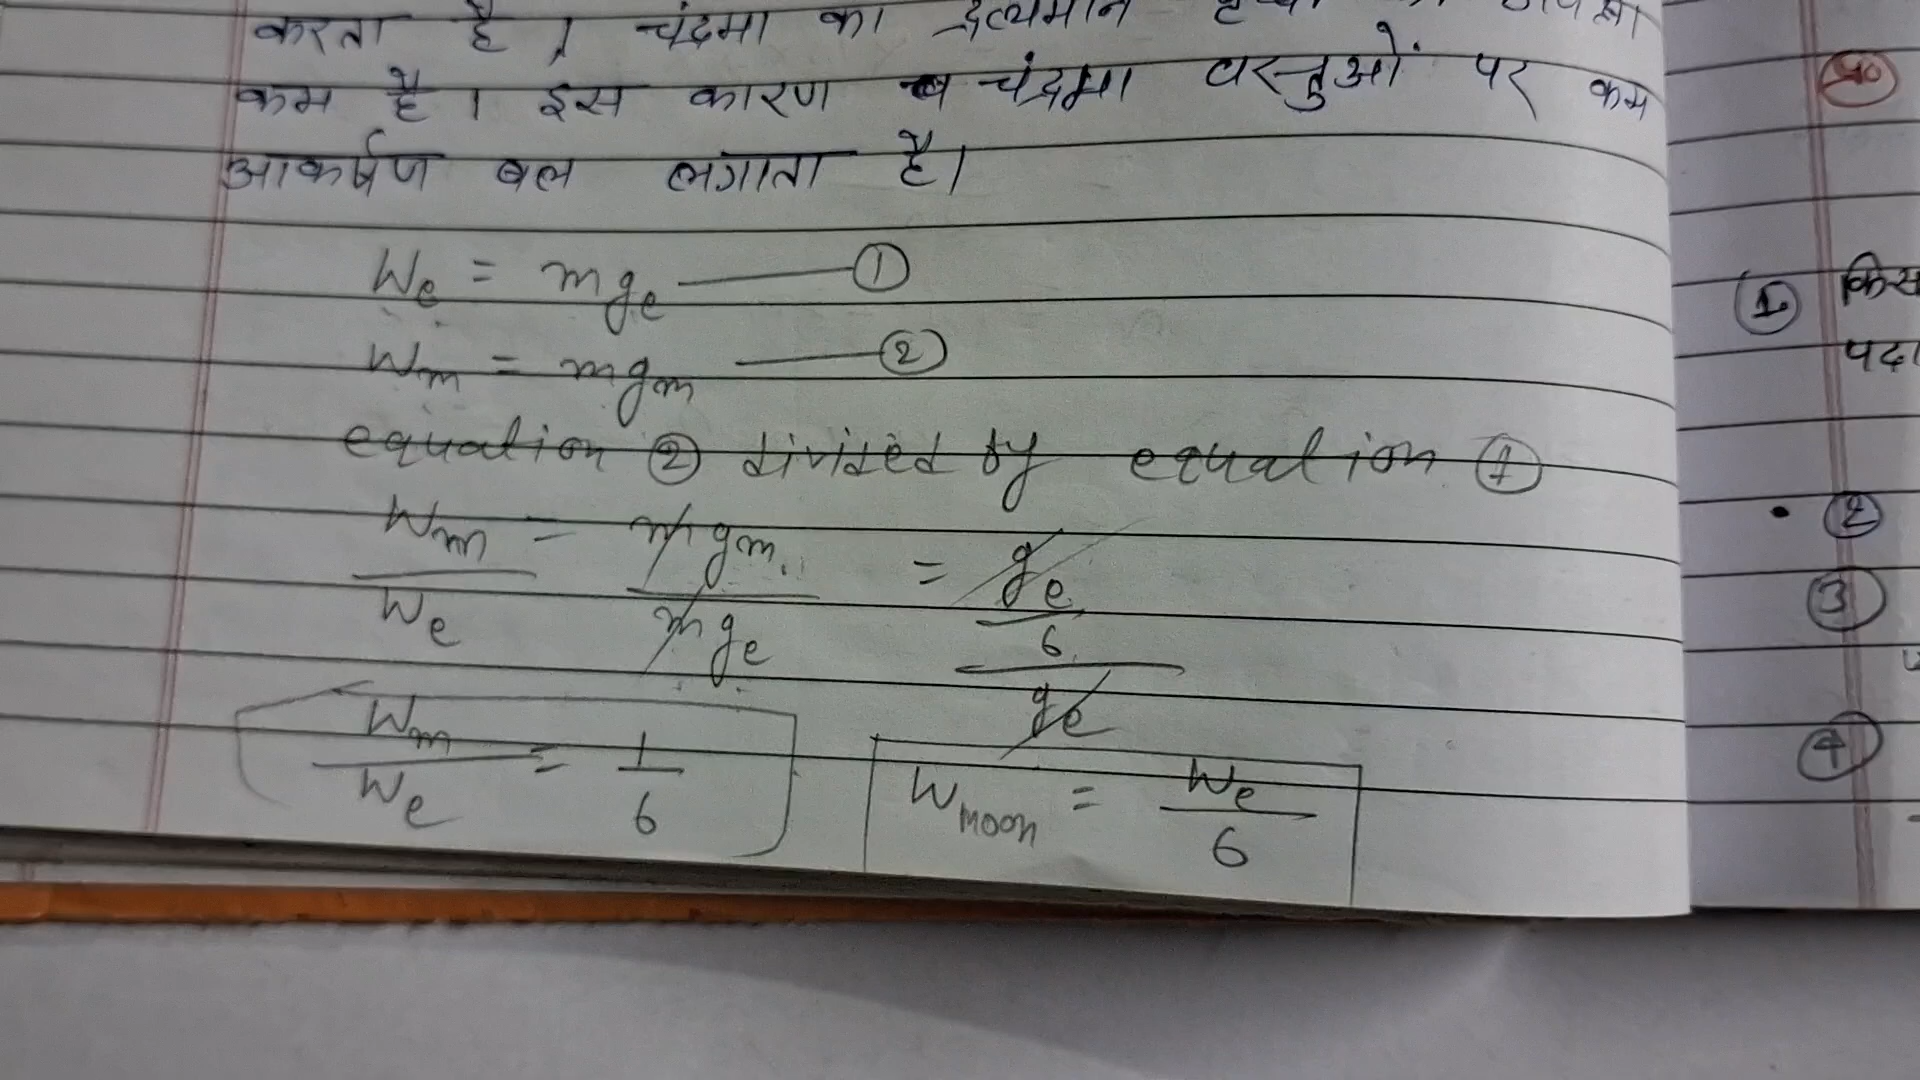 करता है। चंद्रमा का द्रव्यमान
कम है। इस कारण चंद्रमा वस्तुओं पर कम
आकर्षण बल लगाता है।
We = mge — ①
Wm = mgm — ②
equation ② divided by equation ①
Wm/We = mgm/mge = (ge/6)/ge
Wm/We = 1/6
Wmoon = We/6
प्र०
① किस
पदा
②
③
④